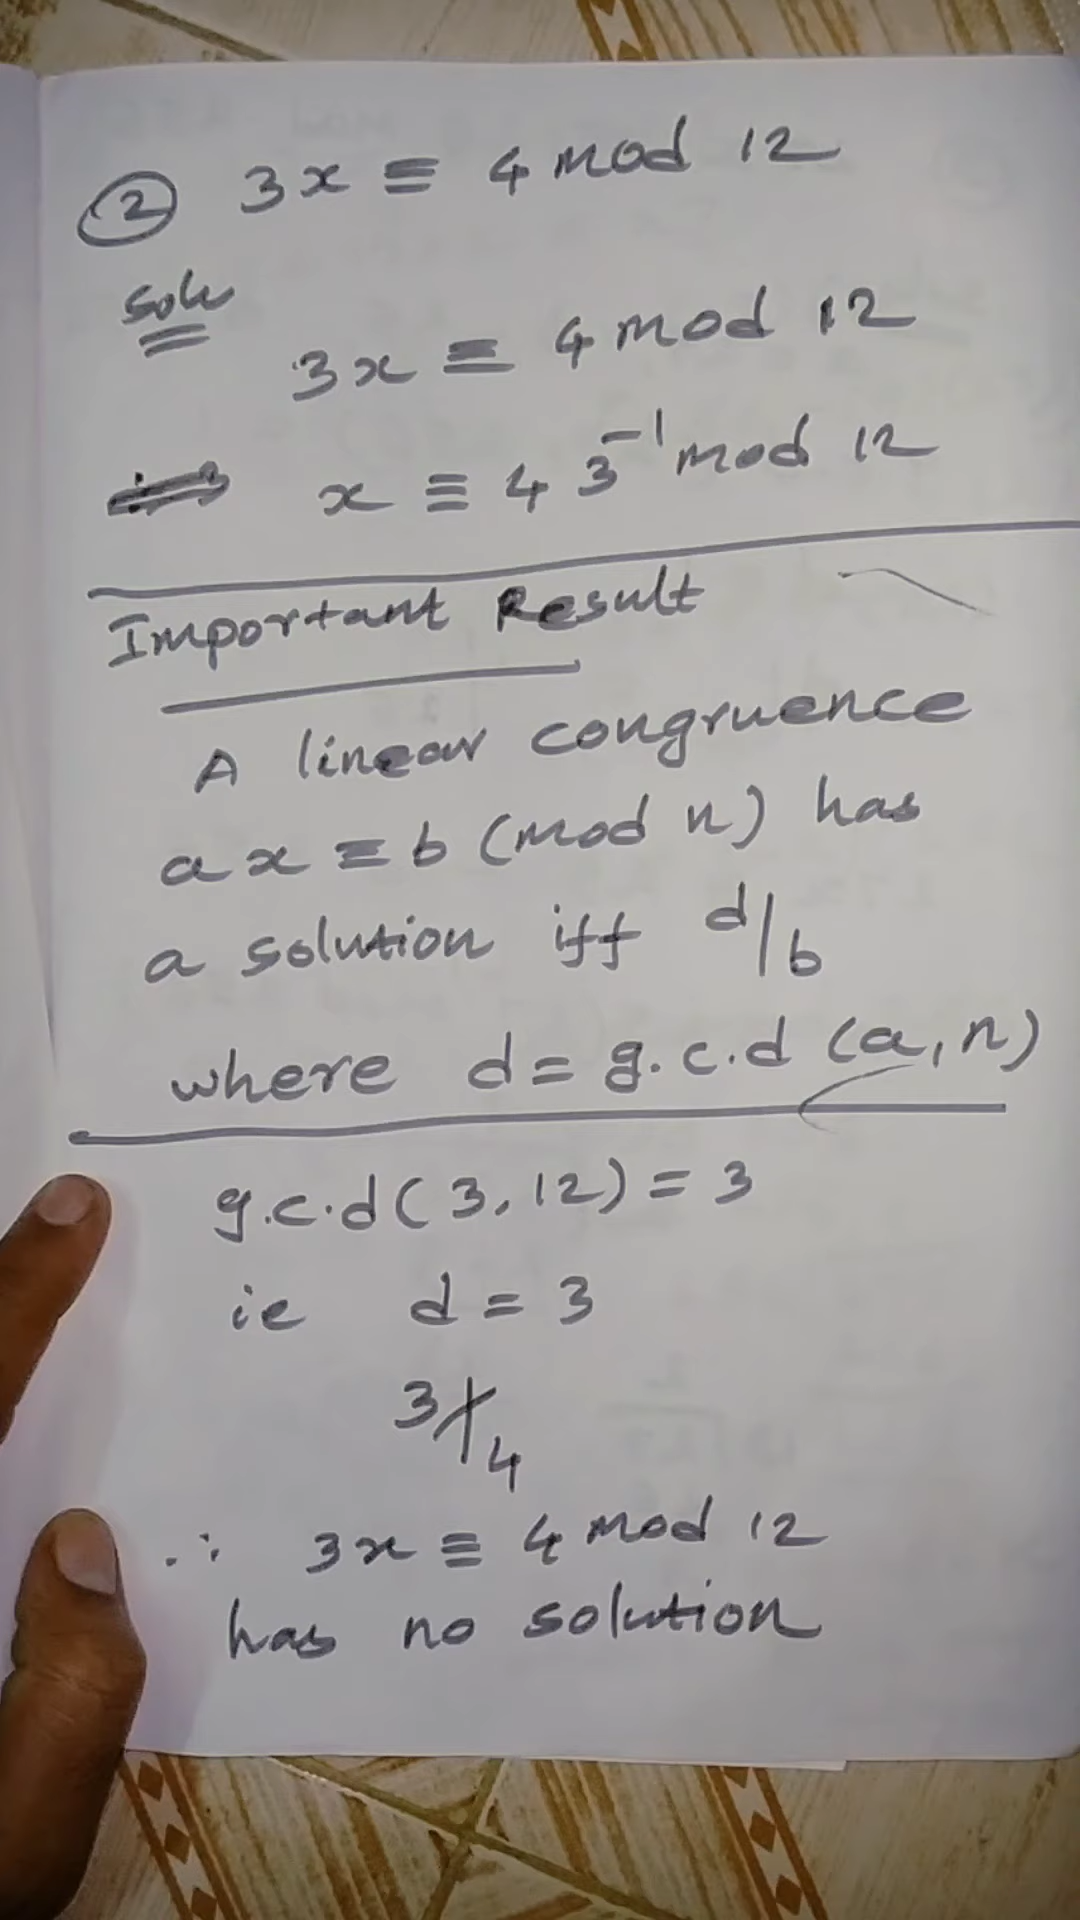 ② 3x ≡ 4 mod 12
Soln
3x ≡ 4 mod 12
x ≡ 4 3⁻¹ mod 12
Important Result
A linear congruence
ax ≡ b (mod n) has
a solution iff d/b
where d = g.c.d (a, n)
g.c.d (3, 12) = 3
ie d = 3
3 ∤ 4
∴ 3x ≡ 4 mod 12
has no solution